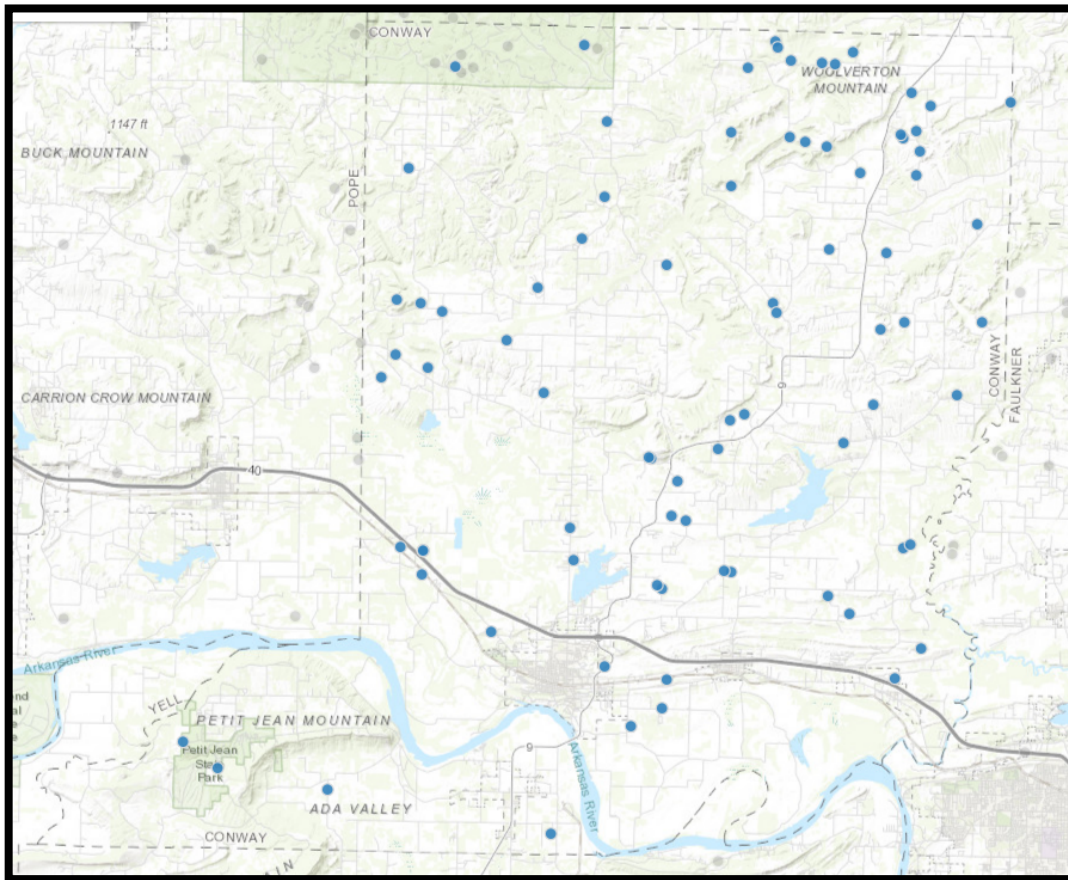 CONWAY
WOOLVERTON
MOUNTAIN
1147 ft
BUCK MOUNTAIN
POPE
CONWAY
FAULKNER
9
CARRION CROW MOUNTAIN
40
Arkansas River
YELL
PETIT JEAN MOUNTAIN
Petit Jean
State
Park
9
Arkansas River
ADA VALLEY
CONWAY